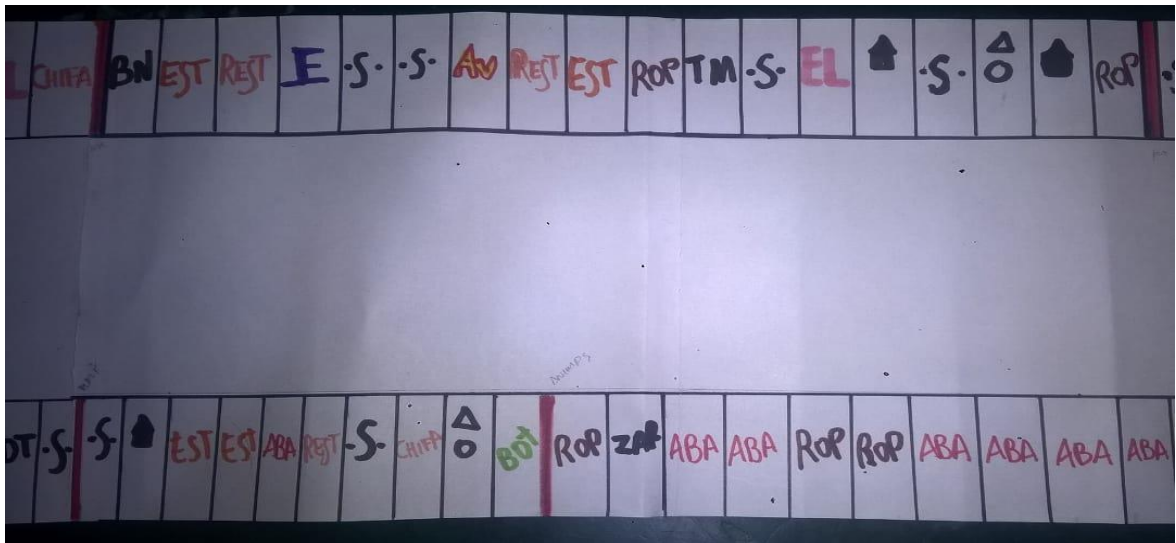 L CHIFA BN EST REST E .S. .S. Av REST EST ROP TM .S. EL .S. ROP .S
OT .S. .S. EST EST ABA REST .S. CHIFA BOT ROP ZAP ABA ABA ROP ROP ABA ABA ABA ABA